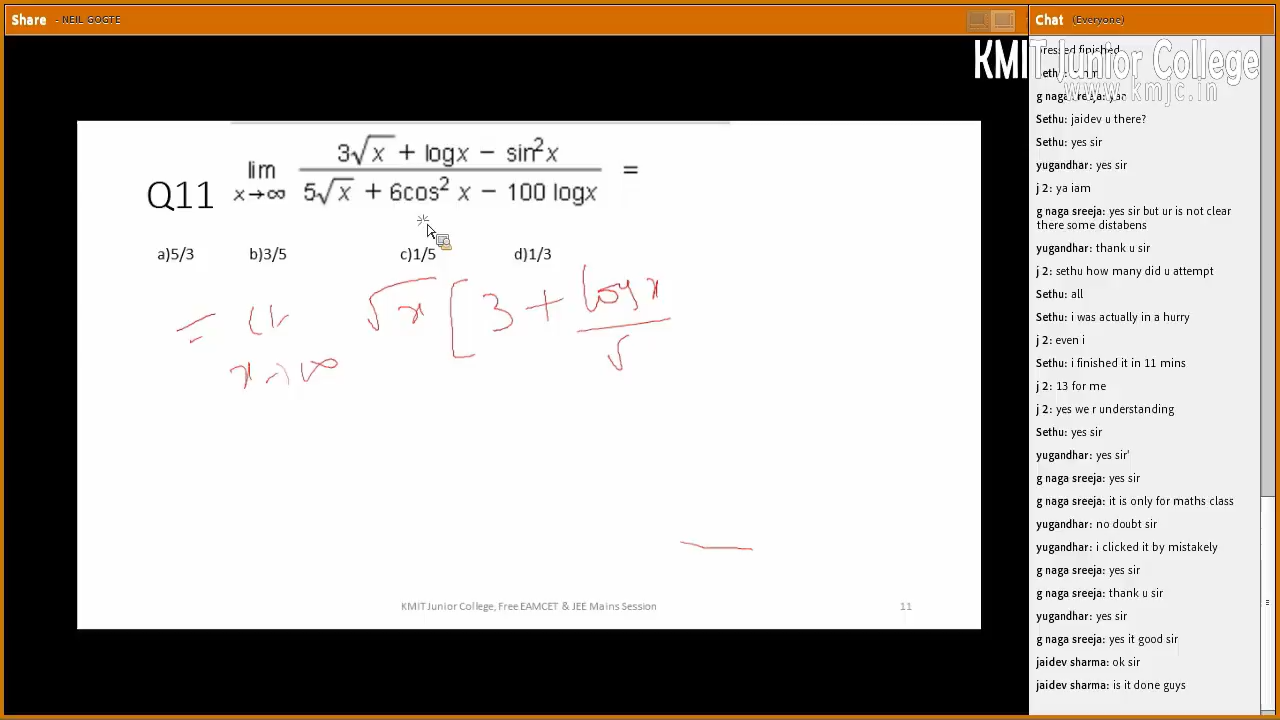 Share - NEIL GOGTE
Q11 lim x→∞ (3√x + logx − sin²x) / (5√x + 6cos² x − 100 logx) =
a)5/3 b)3/5 c)1/5 d)1/3
= Lt x→∞ √x [ 3 + log x / √
KMIT Junior College, Free EAMCET & JEE Mains Session 11
Chat (Everyone)
KMIT Junior College
www.kmjc.in
g naga sreeja:
Sethu: jaidev u there?
Sethu: yes sir
yugandhar: yes sir
j 2: ya iam
g naga sreeja: yes sir but ur is not clear
there some distabens
yugandhar: thank u sir
j 2: sethu how many did u attempt
Sethu: all
Sethu: i was actually in a hurry
j 2: even i
Sethu: i finished it in 11 mins
j 2: 13 for me
j 2: yes we r understanding
Sethu: yes sir
yugandhar: yes sir'
g naga sreeja: yes sir
g naga sreeja: it is only for maths class
yugandhar: no doubt sir
yugandhar: i clicked it by mistakely
g naga sreeja: yes sir
g naga sreeja: thank u sir
yugandhar: yes sir
g naga sreeja: yes it good sir
jaidev sharma: ok sir
jaidev sharma: is it done guys